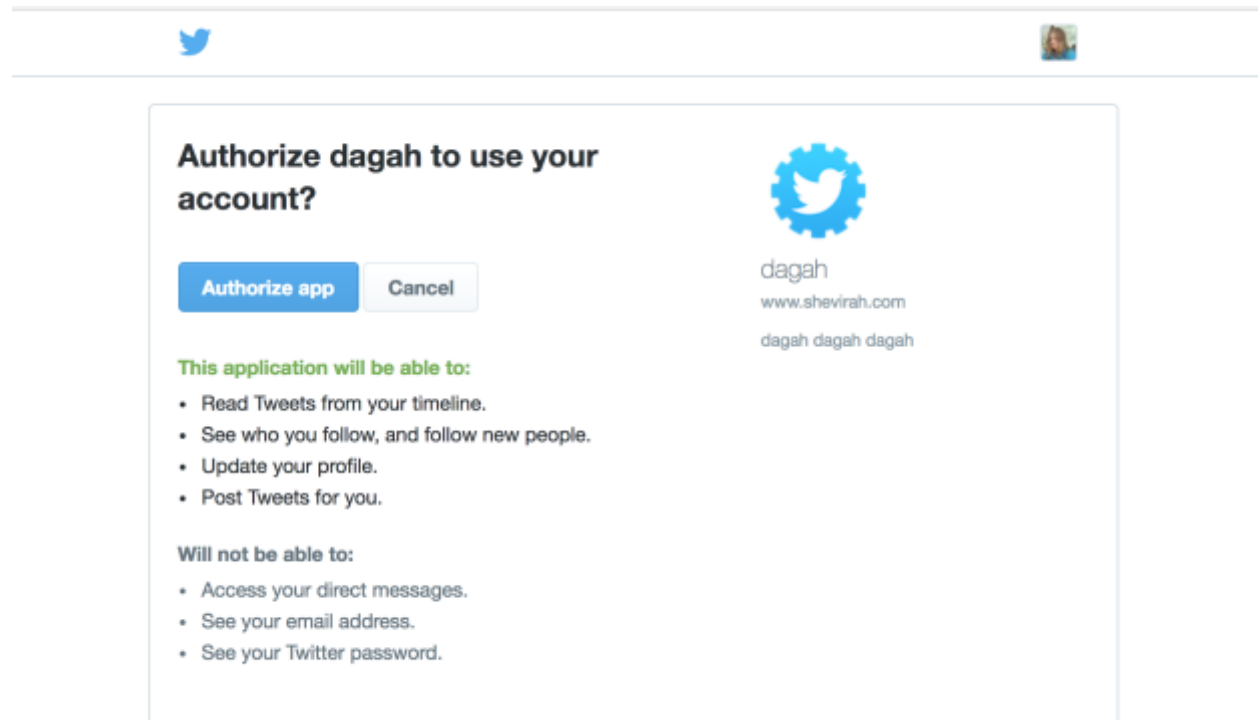 Authorize dagah to use your
account?
Authorize app
Cancel
dagah
www.shevirah.com
dagah dagah dagah
This application will be able to:
• Read Tweets from your timeline.
• See who you follow, and follow new people.
• Update your profile.
• Post Tweets for you.
Will not be able to:
• Access your direct messages.
• See your email address.
• See your Twitter password.